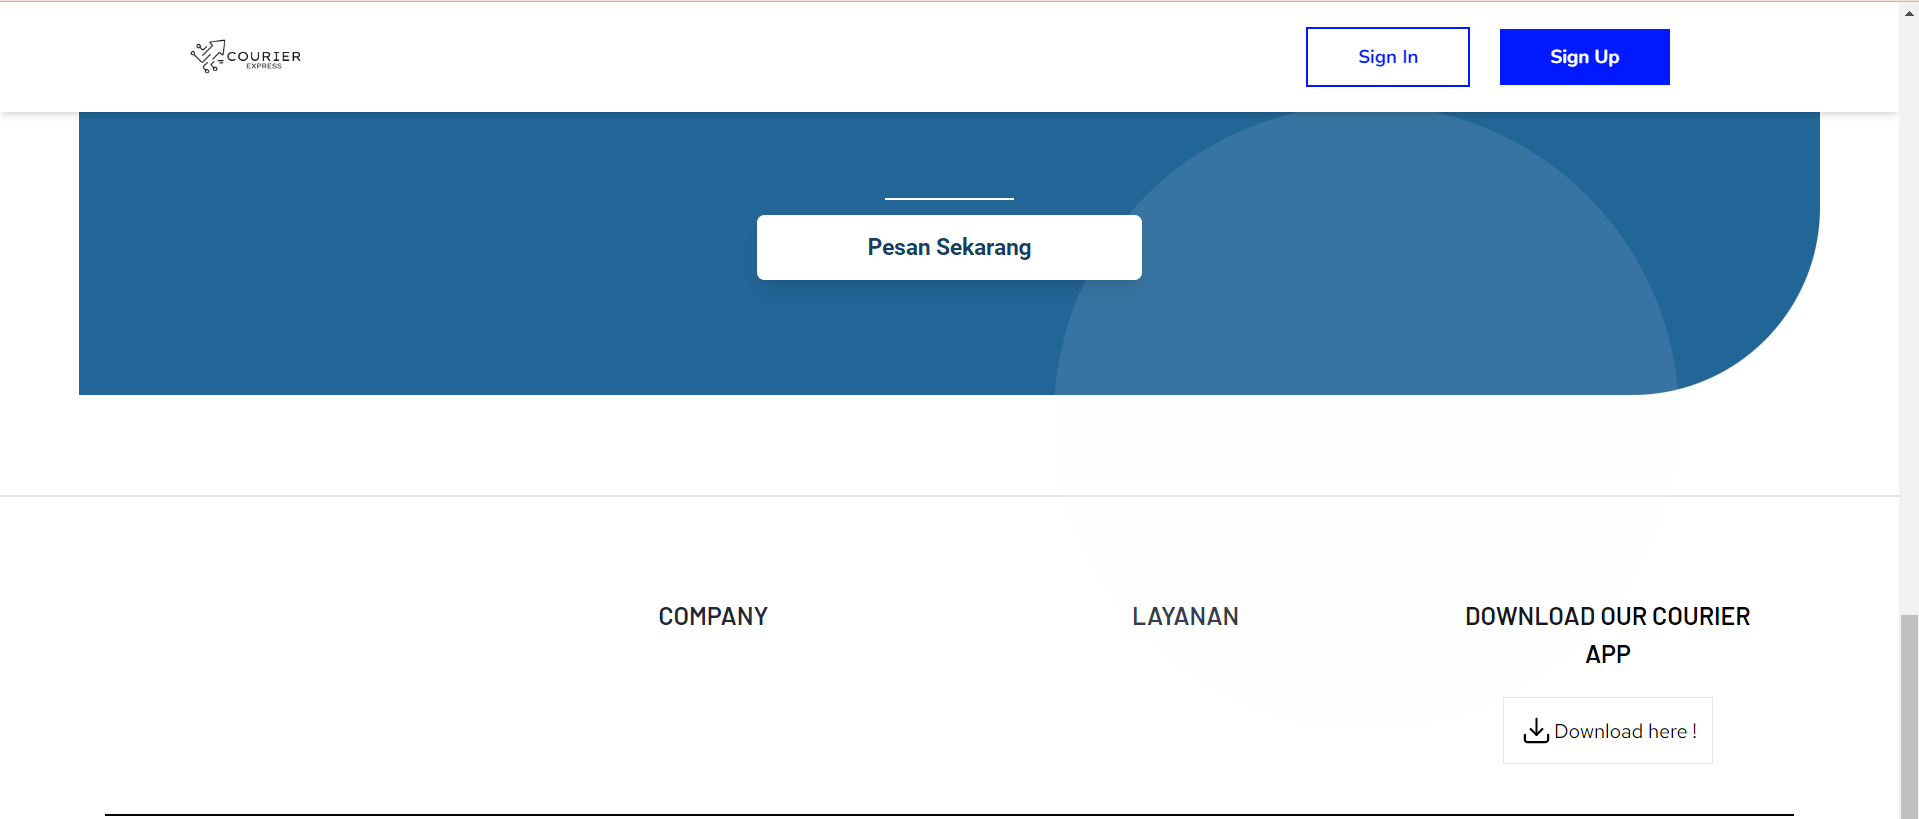 COURIER
EXPRESS
Sign In
Sign Up
Pesan Sekarang
COMPANY
LAYANAN
DOWNLOAD OUR COURIER
APP
Download here !